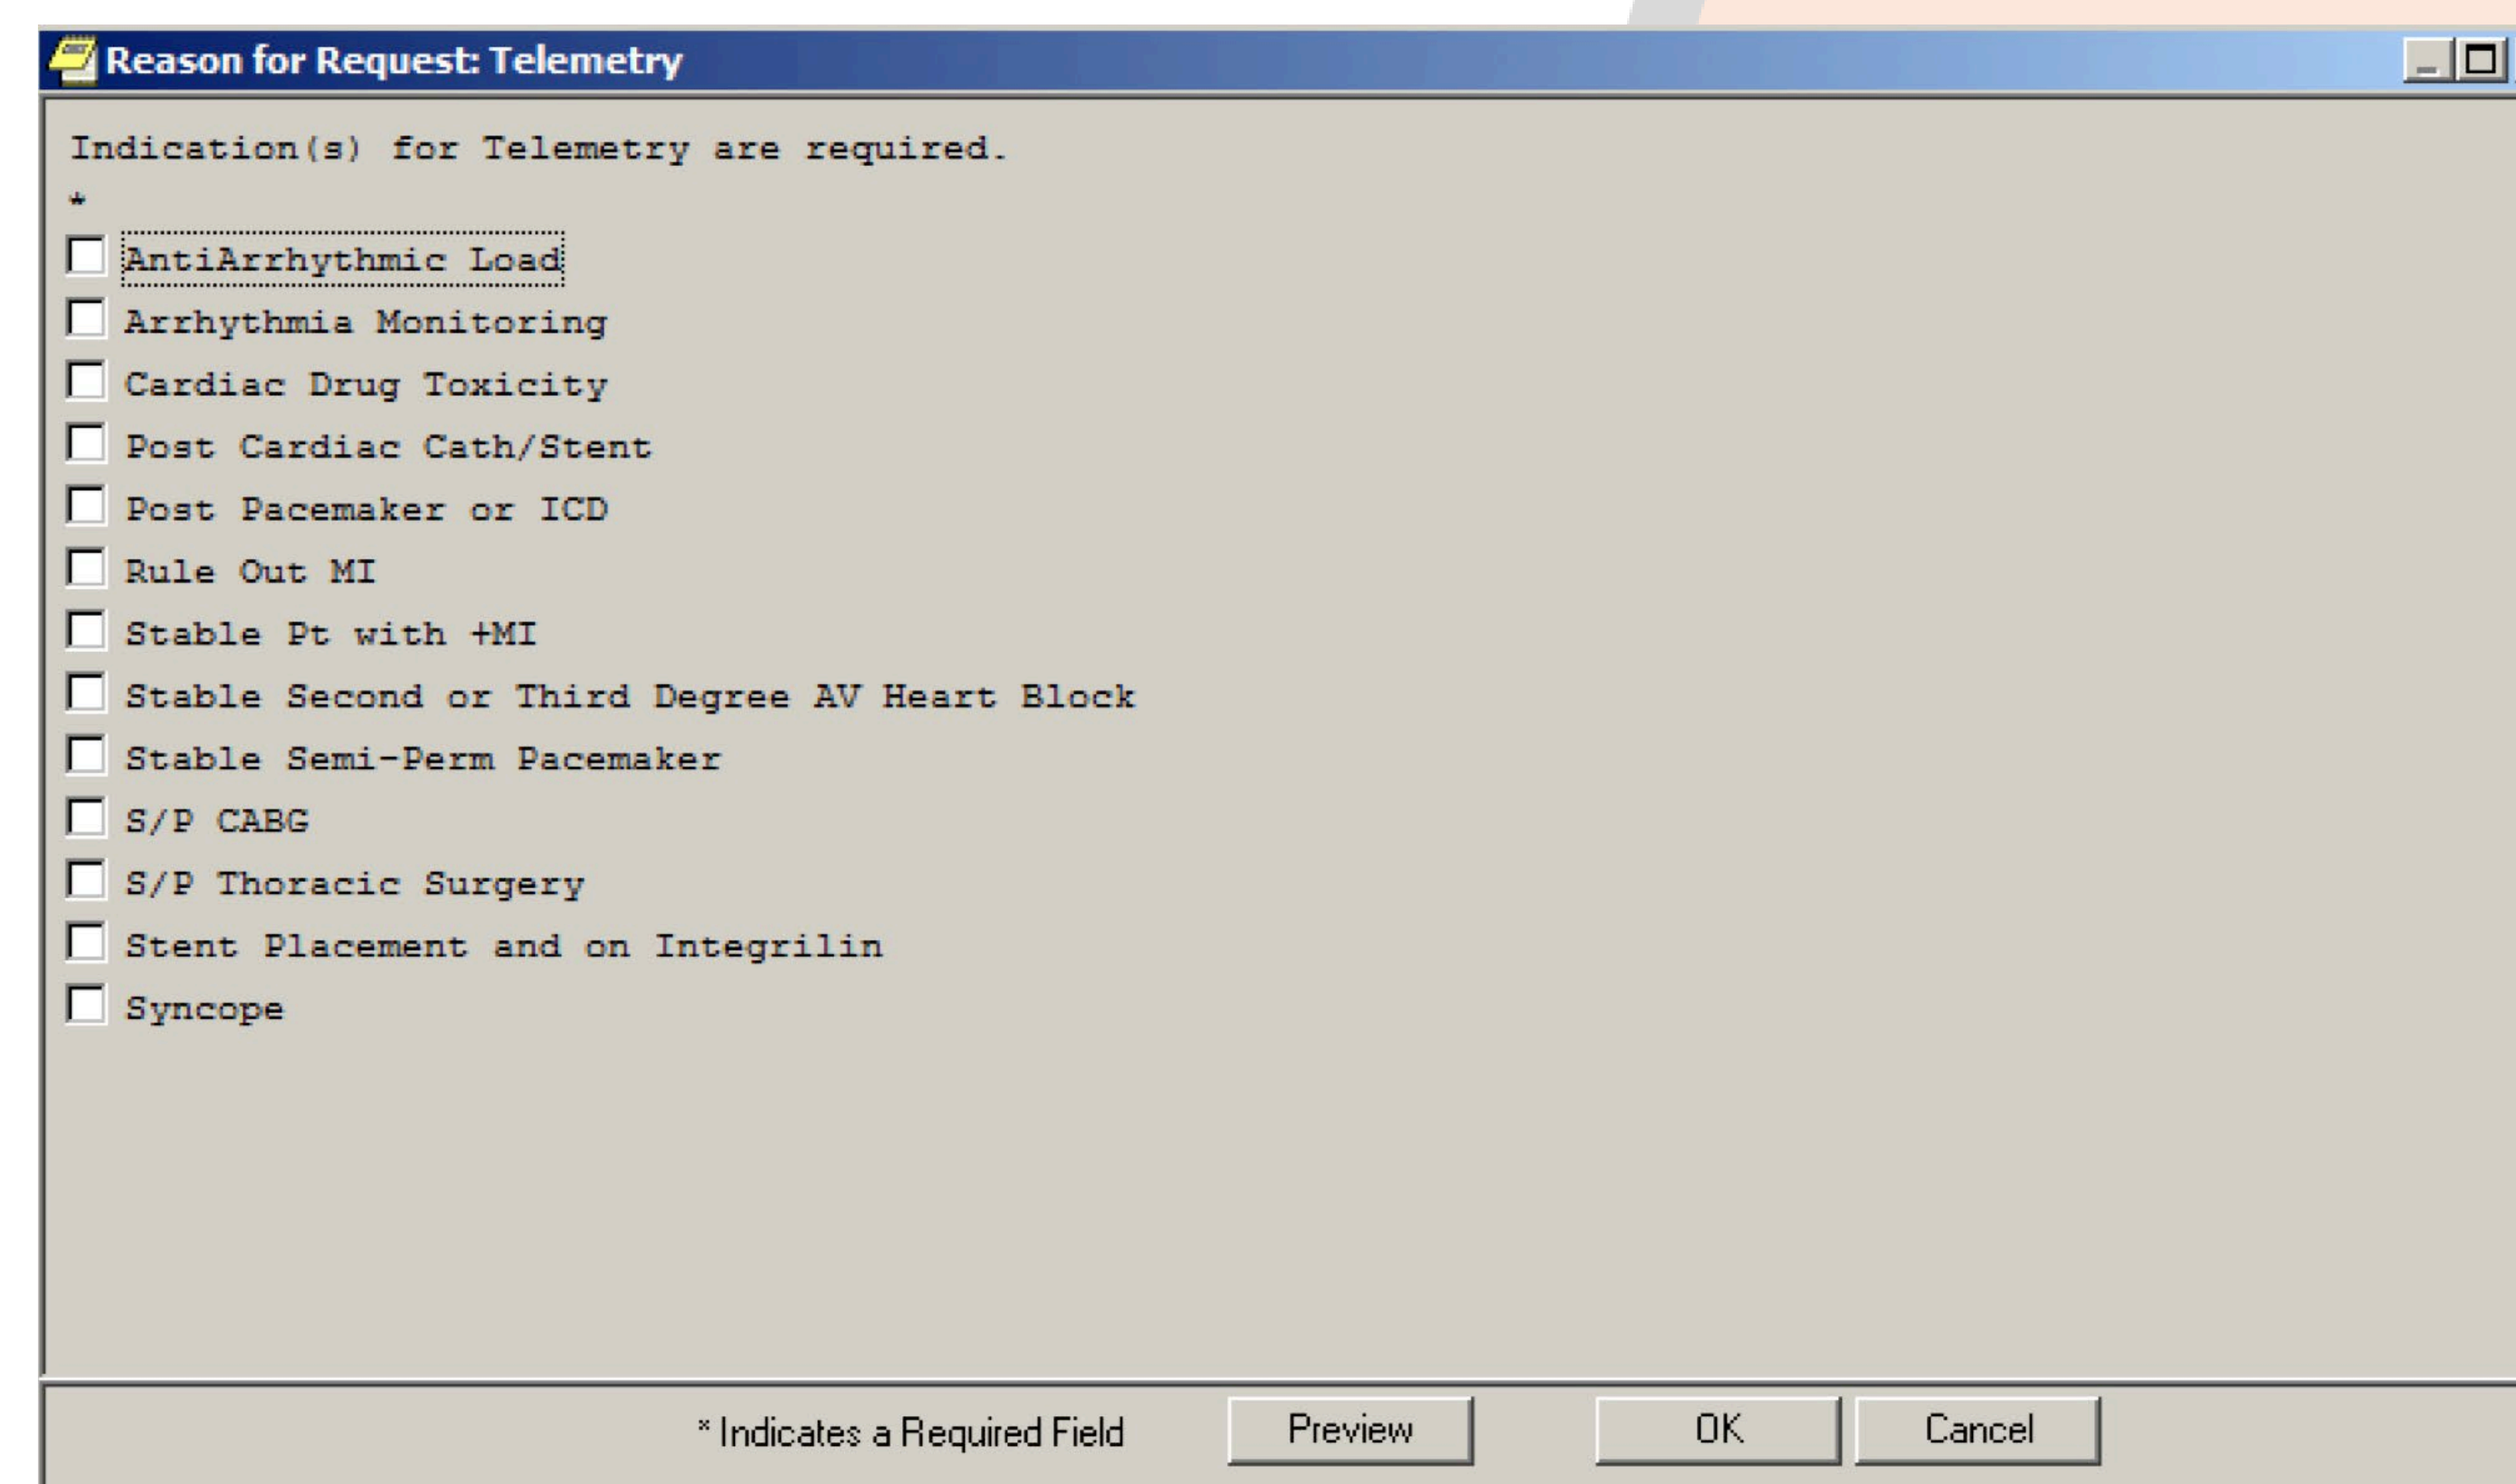 Reason for Request: Telemetry
Indication(s) for Telemetry are required.
*
AntiArrhythmic Load
Arrhythmia Monitoring
Cardiac Drug Toxicity
Post Cardiac Cath/Stent
Post Pacemaker or ICD
Rule Out MI
Stable Pt with +MI
Stable Second or Third Degree AV Heart Block
Stable Semi-Perm Pacemaker
S/P CABG
S/P Thoracic Surgery
Stent Placement and on Integrilin
Syncope
* Indicates a Required Field Preview OK Cancel